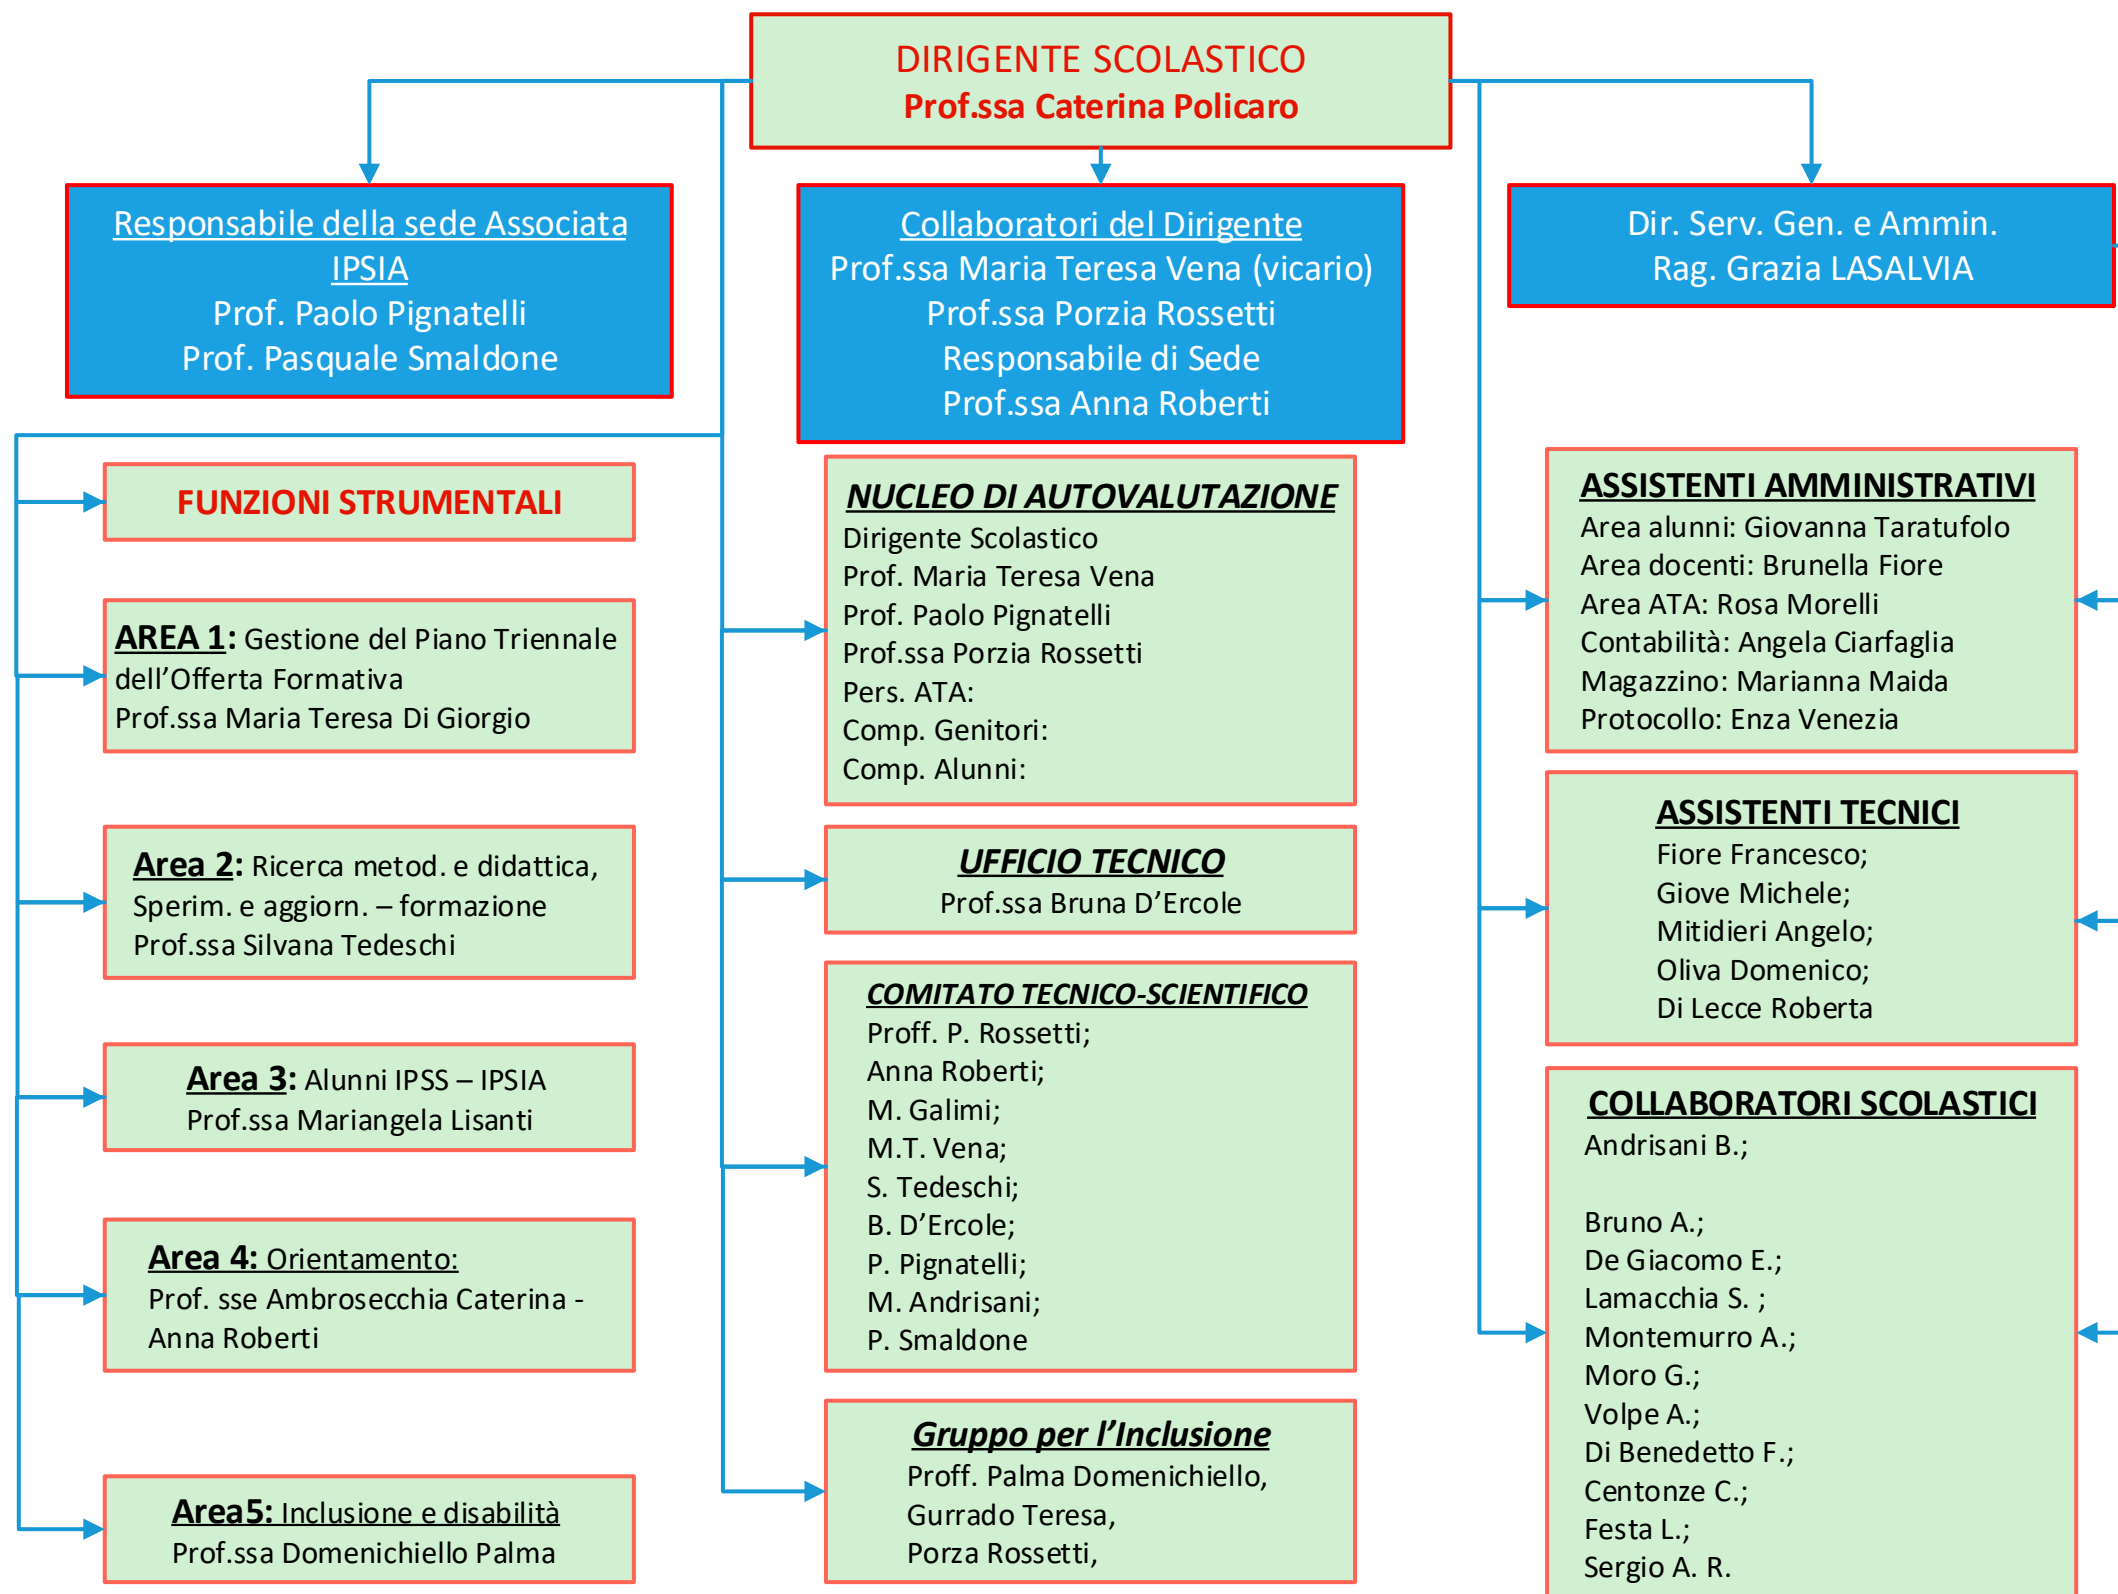 DIRIGENTE SCOLASTICO
Prof.ssa Caterina Policaro
Responsabile della sede Associata
IPSIA
Prof. Paolo Pignatelli
Prof. Pasquale Smaldone
Collaboratori del Dirigente
Prof.ssa Maria Teresa Vena (vicario)
Prof.ssa Porzia Rossetti
Responsabile di Sede
Prof.ssa Anna Roberti
Dir. Serv. Gen. e Ammin.
Rag. Grazia LASALVIA
FUNZIONI STRUMENTALI
AREA 1: Gestione del Piano Triennale
dell’Offerta Formativa
Prof.ssa Maria Teresa Di Giorgio
Area 2: Ricerca metod. e didattica,
Sperim. e aggiorn. – formazione
Prof.ssa Silvana Tedeschi
Area 3: Alunni IPSS – IPSIA
Prof.ssa Mariangela Lisanti
Area 4: Orientamento:
Prof. sse Ambrosecchia Caterina -
Anna Roberti
Area5: Inclusione e disabilità
Prof.ssa Domenichiello Palma
NUCLEO DI AUTOVALUTAZIONE
Dirigente Scolastico
Prof. Maria Teresa Vena
Prof. Paolo Pignatelli
Prof.ssa Porzia Rossetti
Pers. ATA:
Comp. Genitori:
Comp. Alunni:
UFFICIO TECNICO
Prof.ssa Bruna D’Ercole
COMITATO TECNICO-SCIENTIFICO
Proff. P. Rossetti;
Anna Roberti;
M. Galimi;
M.T. Vena;
S. Tedeschi;
B. D’Ercole;
P. Pignatelli;
M. Andrisani;
P. Smaldone
Gruppo per l’Inclusione
Proff. Palma Domenichiello,
Gurrado Teresa,
Porza Rossetti,
ASSISTENTI AMMINISTRATIVI
Area alunni: Giovanna Taratufolo
Area docenti: Brunella Fiore
Area ATA: Rosa Morelli
Contabilità: Angela Ciarfaglia
Magazzino: Marianna Maida
Protocollo: Enza Venezia
ASSISTENTI TECNICI
Fiore Francesco;
Giove Michele;
Mitidieri Angelo;
Oliva Domenico;
Di Lecce Roberta
COLLABORATORI SCOLASTICI
Andrisani B.;
Bruno A.;
De Giacomo E.;
Lamacchia S. ;
Montemurro A.;
Moro G.;
Volpe A.;
Di Benedetto F.;
Centonze C.;
Festa L.;
Sergio A. R.